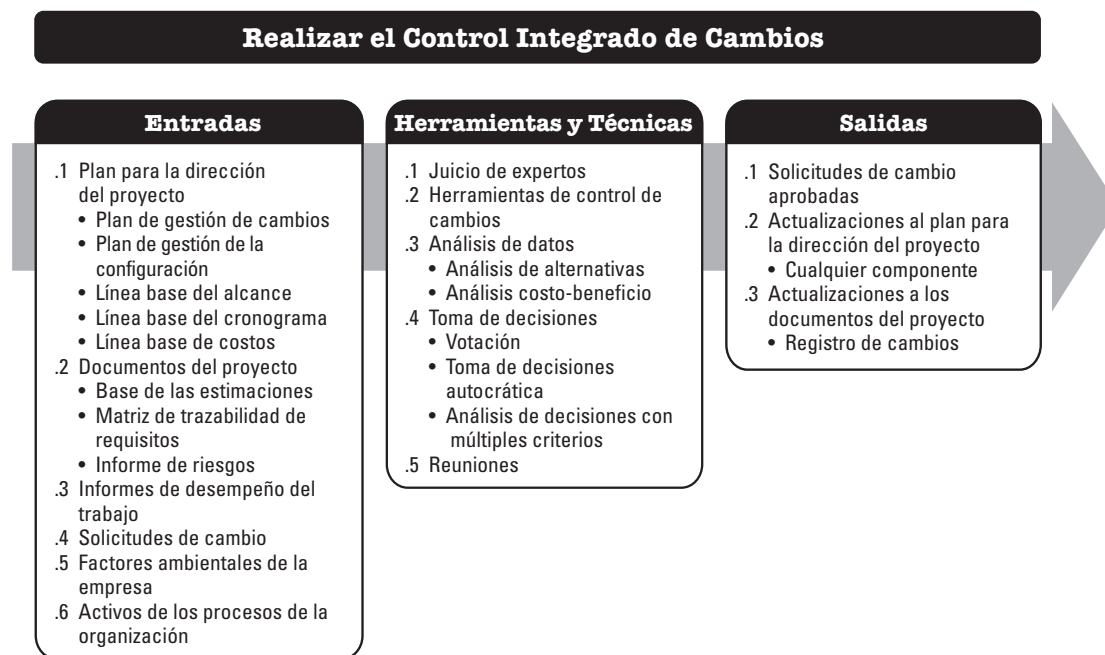 Realizar el Control Integrado de Cambios
Entradas
.1 Plan para la dirección
del proyecto
• Plan de gestión de cambios
• Plan de gestión de la
configuración
• Línea base del alcance
• Línea base del cronograma
• Línea base de costos
.2 Documentos del proyecto
• Base de las estimaciones
• Matriz de trazabilidad de
requisitos
• Informe de riesgos
.3 Informes de desempeño del
trabajo
.4 Solicitudes de cambio
.5 Factores ambientales de la
empresa
.6 Activos de los procesos de la
organización
Herramientas y Técnicas
.1 Juicio de expertos
.2 Herramientas de control de
cambios
.3 Análisis de datos
• Análisis de alternativas
• Análisis costo-beneficio
.4 Toma de decisiones
• Votación
• Toma de decisiones
autocrática
• Análisis de decisiones con
múltiples criterios
.5 Reuniones
Salidas
.1 Solicitudes de cambio
aprobadas
.2 Actualizaciones al plan para
la dirección del proyecto
• Cualquier componente
.3 Actualizaciones a los
documentos del proyecto
• Registro de cambios